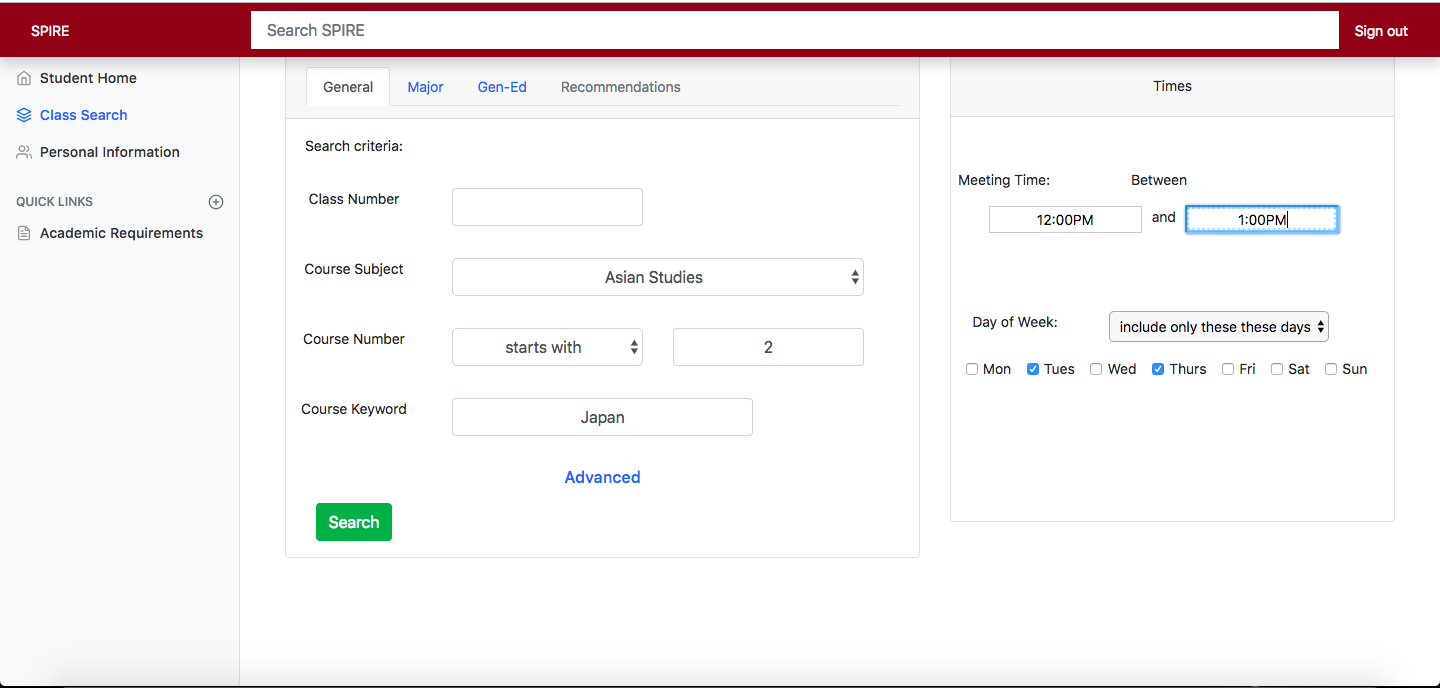 SPIRE
Search SPIRE
Sign out
Student Home
Class Search
Personal Information
QUICK LINKS
Academic Requirements
General Major Gen-Ed Recommendations
Search criteria:
Class Number
Course Subject Asian Studies
Course Number starts with 2
Course Keyword Japan
Advanced
Search
Times
Meeting Time: Between
12:00PM and 1:00PM
Day of Week: include only these these days
Mon Tues Wed Thurs Fri Sat Sun